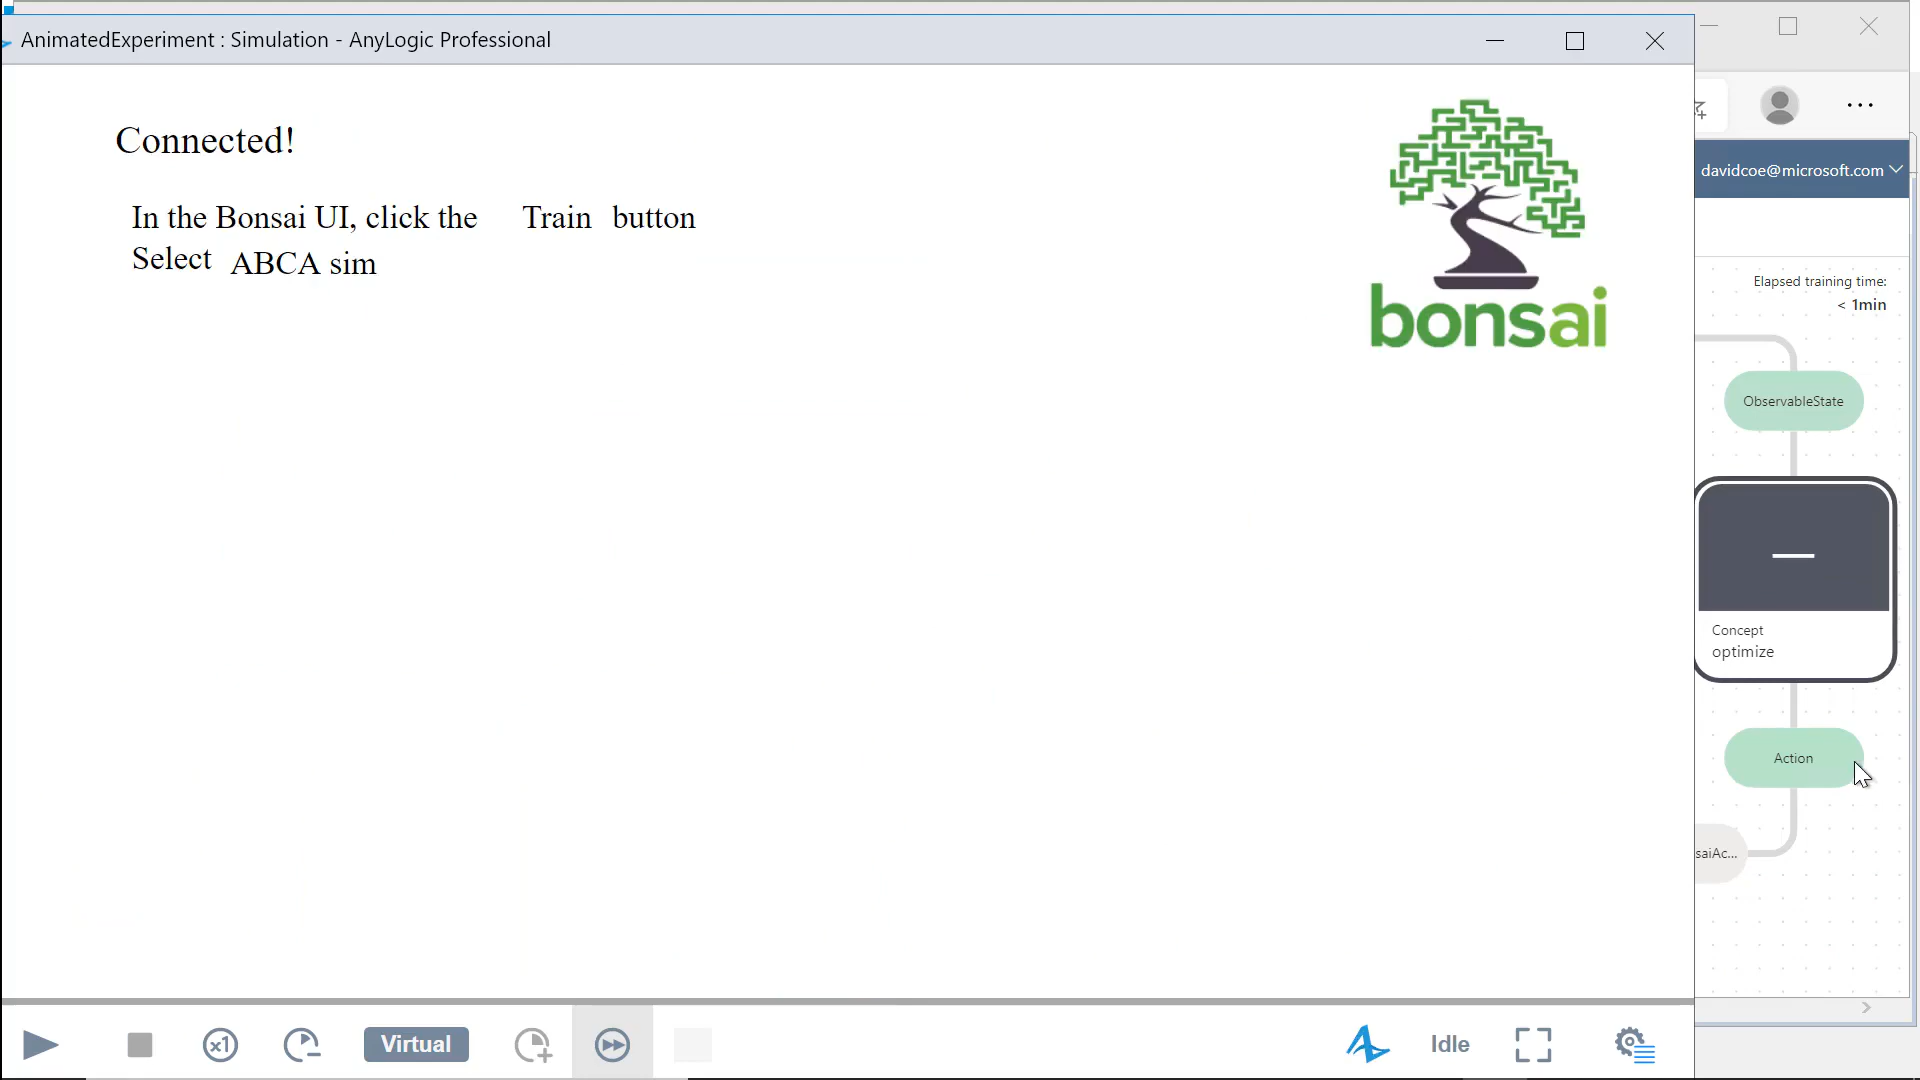 AnimatedExperiment : Simulation - AnyLogic Professional
Connected!
In the Bonsai UI, click the Train button
Select ABCA sim
bonsai
davidcoe@microsoft.com
Elapsed training time:
< 1min
ObservableState
Concept
optimize
Action
saiAc...
x1
Virtual
Idle